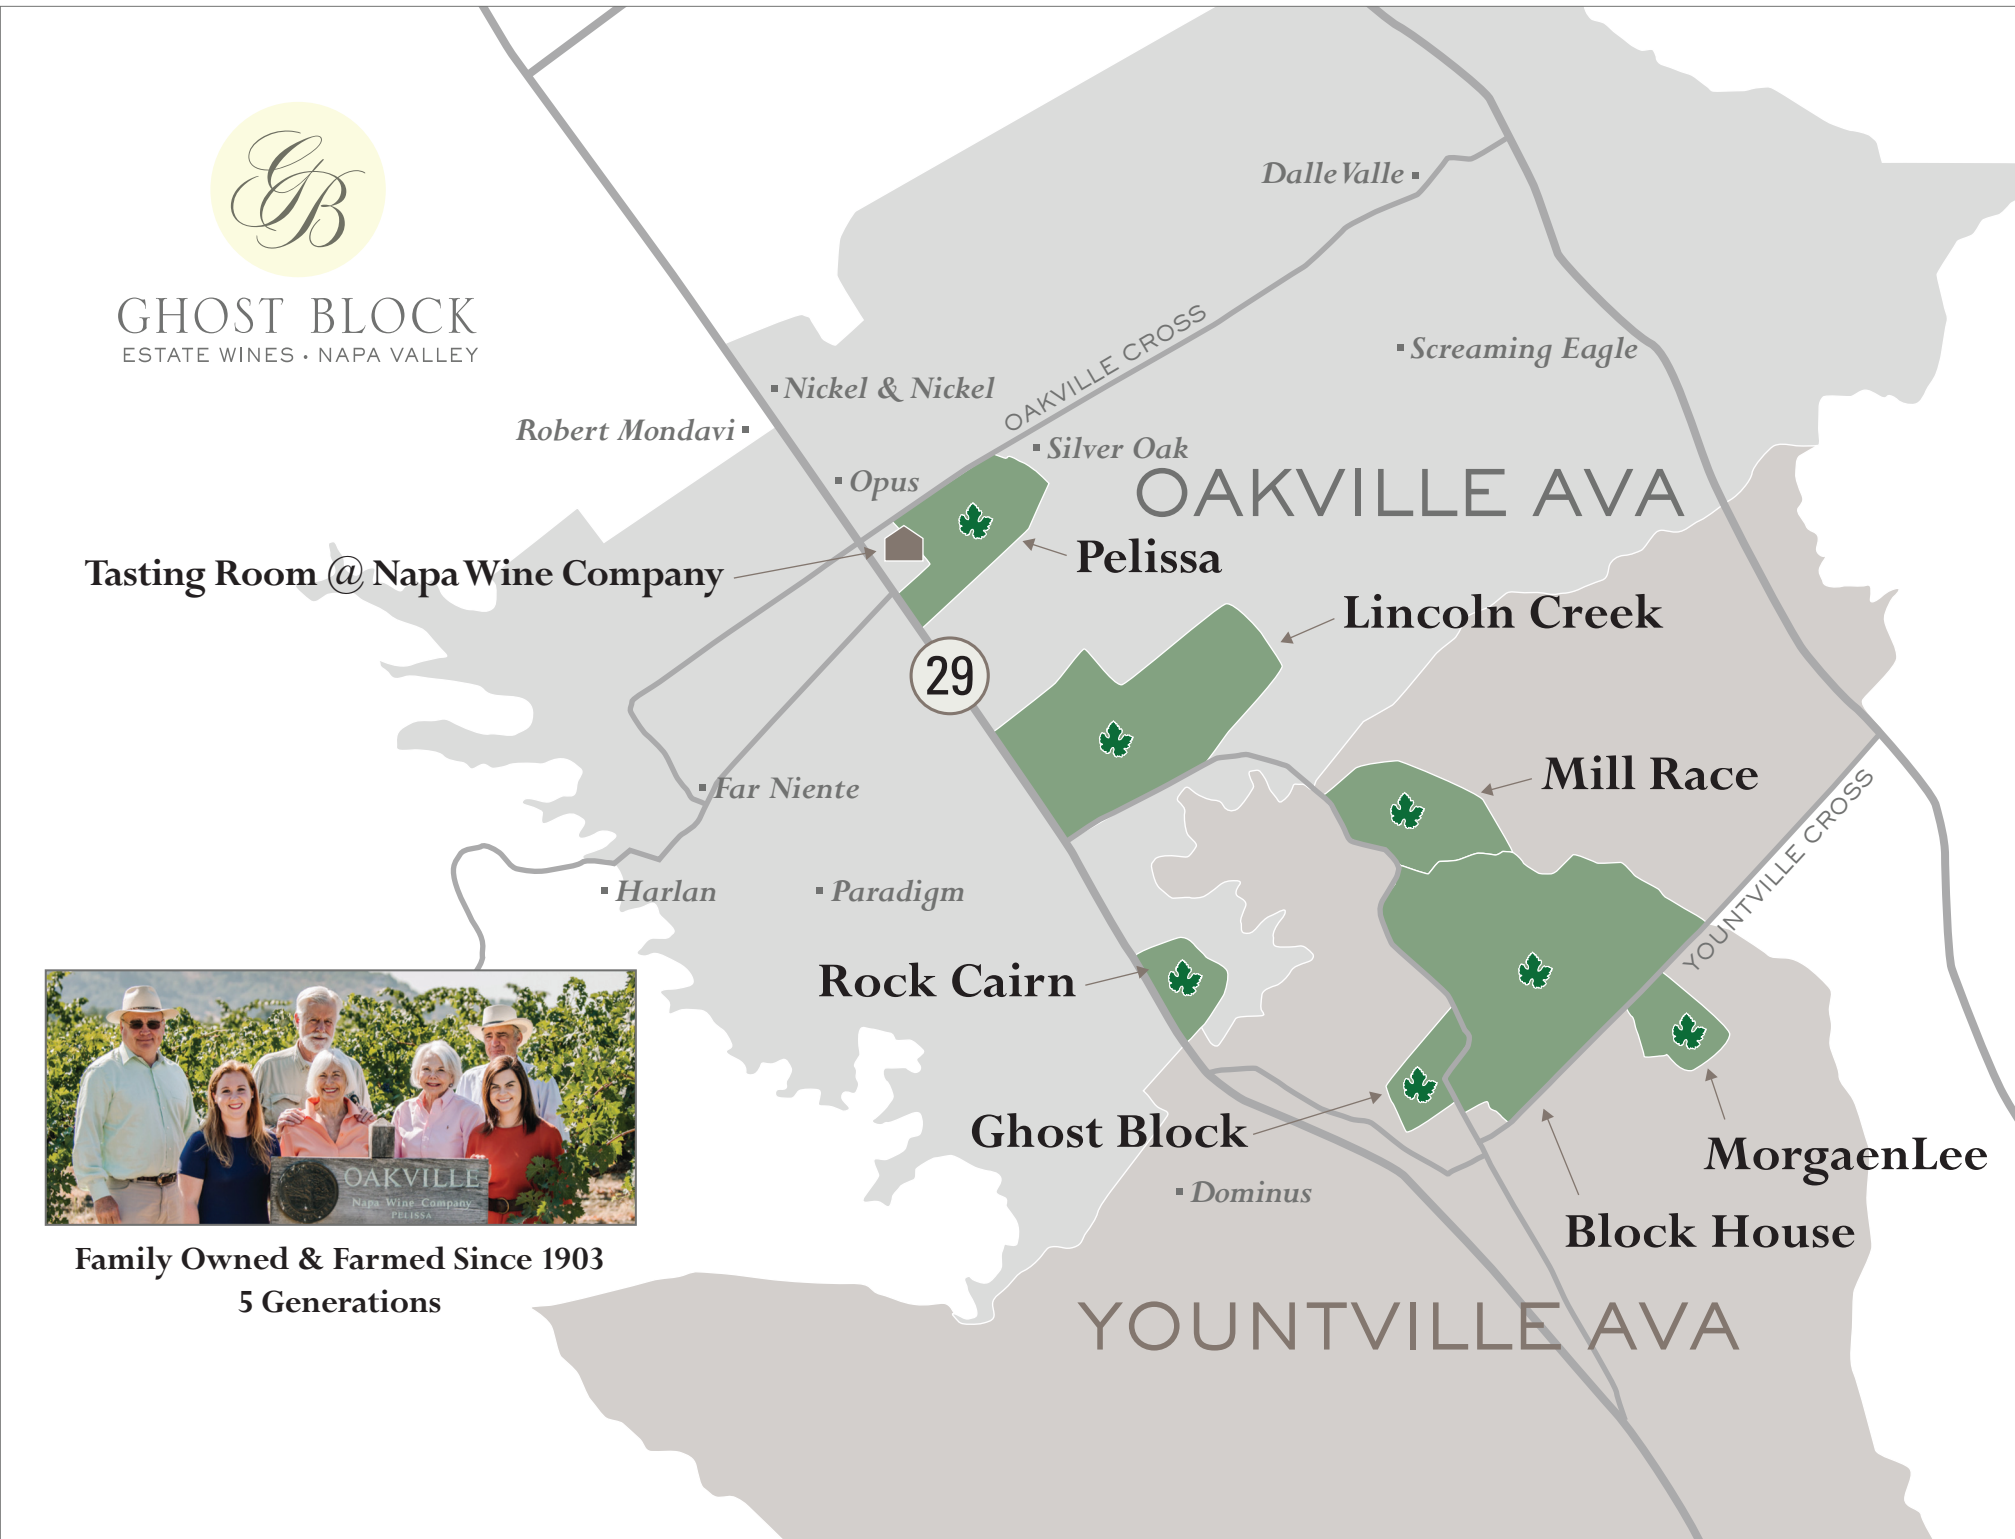 GB
GHOST BLOCK
ESTATE WINES • NAPA VALLEY
Dalle Valle
OAKVILLE CROSS
Screaming Eagle
Nickel & Nickel
Robert Mondavi
Silver Oak
Opus
OAKVILLE AVA
Tasting Room @ Napa Wine Company
Pelissa
Lincoln Creek
29
Mill Race
Far Niente
YOUNTVILLE CROSS
Harlan
Paradigm
Rock Cairn
Ghost Block
MorgaenLee
Dominus
Block House
OAKVILLE
Napa Wine Company
PELISSA
Family Owned & Farmed Since 1903
5 Generations
YOUNTVILLE AVA